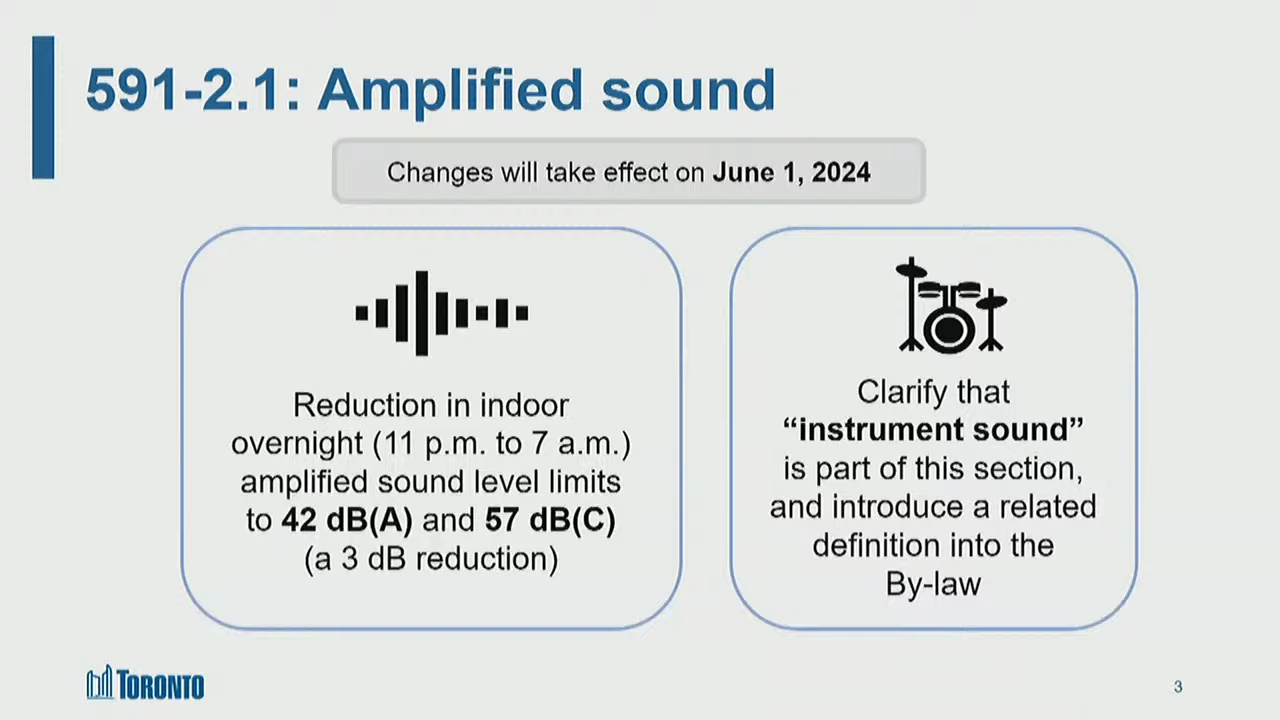 591-2.1: Amplified sound
Changes will take effect on June 1, 2024
Reduction in indoor
overnight (11 p.m. to 7 a.m.)
amplified sound level limits
to 42 dB(A) and 57 dB(C)
(a 3 dB reduction)
Clarify that
“instrument sound”
is part of this section,
and introduce a related
definition into the
By-law
TORONTO
3